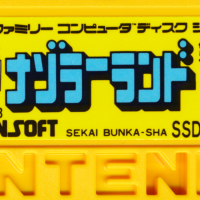 ファミリー コンピュータ ディスク シ
ナゾラーランド
NSOFT SEKAI BUNKA-SHA SSD
NTEN